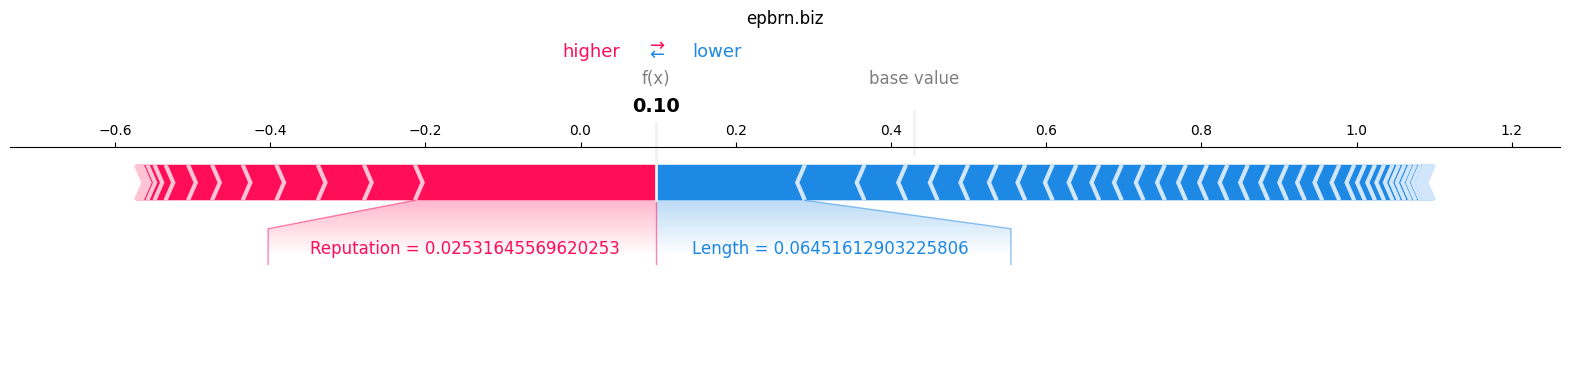 epbrn.biz
higher ⇄ lower
f(x) base value
0.10
−0.6 −0.4 −0.2 0.0 0.2 0.4 0.6 0.8 1.0 1.2
Reputation = 0.02531645569620253 Length = 0.06451612903225806